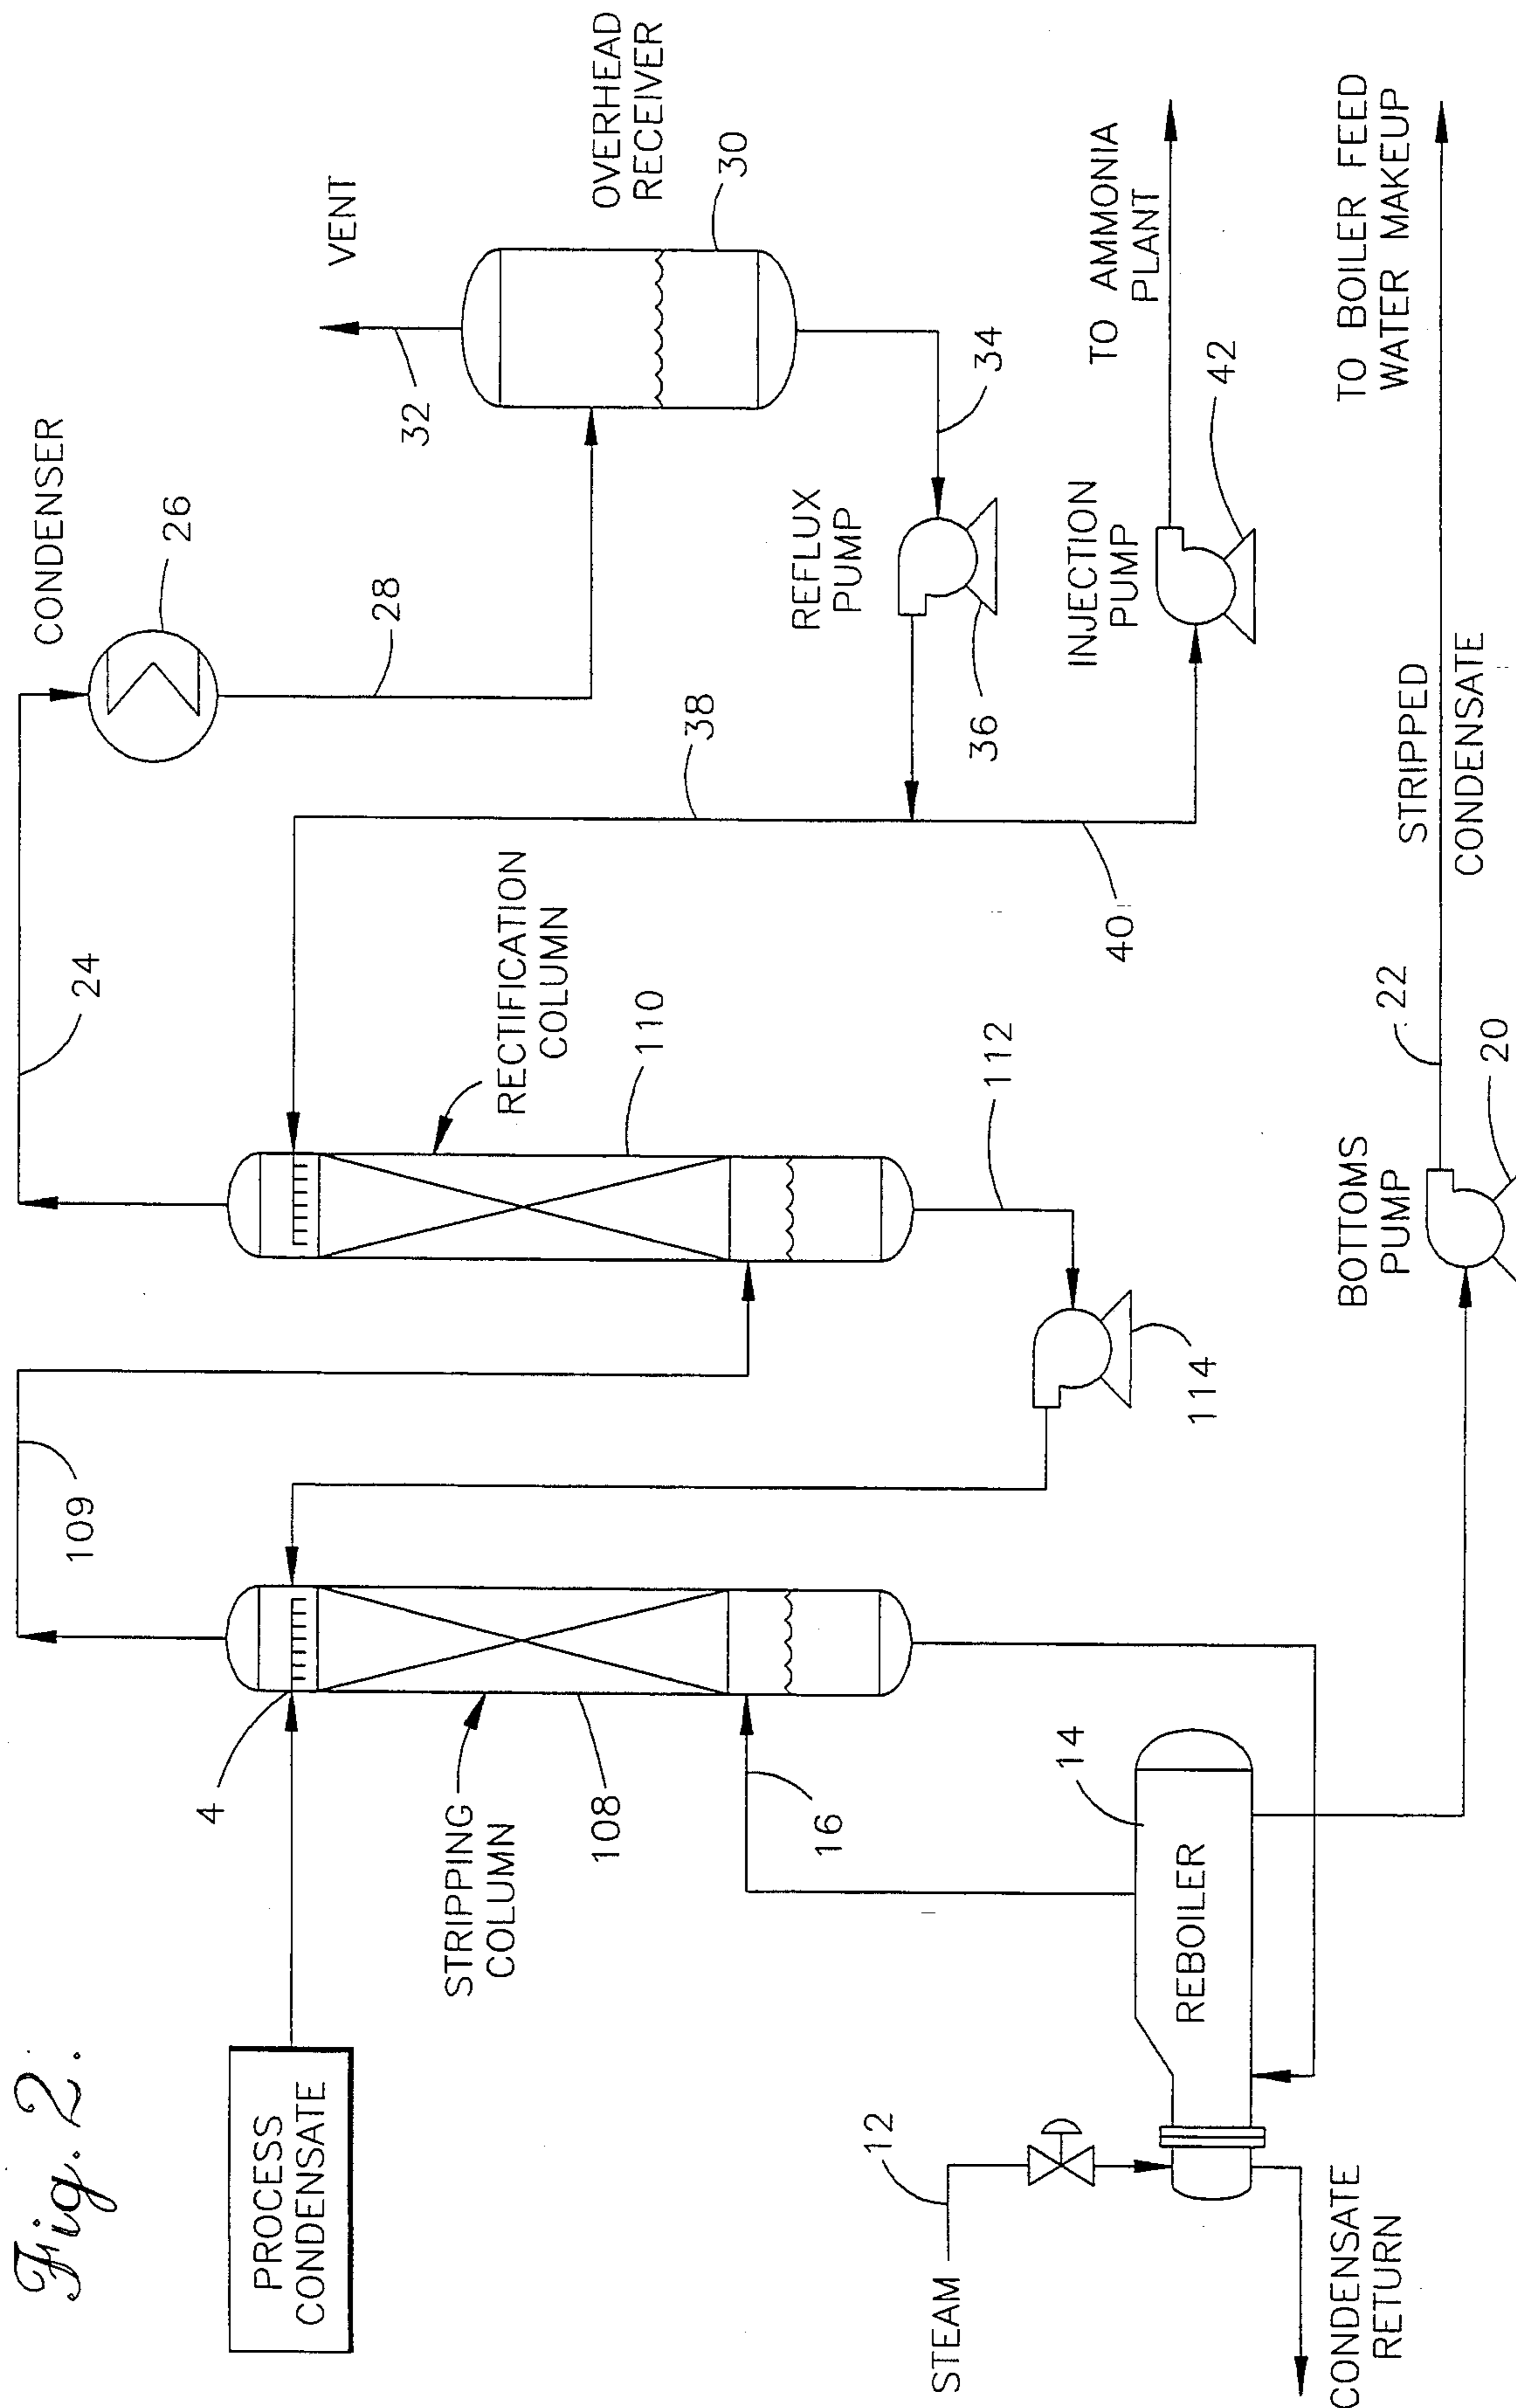 Fig. 2.
PROCESS
CONDENSATE
4
STRIPPING
COLUMN
108
109
16
14
REBOILER
12
STEAM
CONDENSATE
RETURN
24
RECTIFICATION
COLUMN
110
112
114
BOTTOMS
PUMP
20
22
STRIPPED
CONDENSATE
TO BOILER FEED
WATER MAKEUP
CONDENSER
26
28
38
40
REFLUX
PUMP
36
34
INJECTION
PUMP
42
TO AMMONIA
PLANT
VENT
32
OVERHEAD
RECEIVER
30